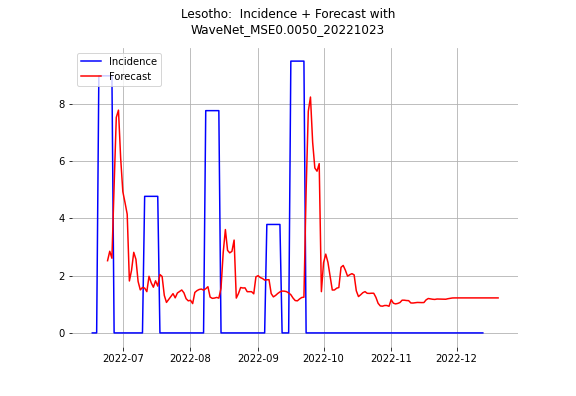 Lesotho: Incidence + Forecast with
WaveNet_MSE0.0050_20221023
Incidence
Forecast
8
6
4
2
0
2022-07 2022-08 2022-09 2022-10 2022-11 2022-12